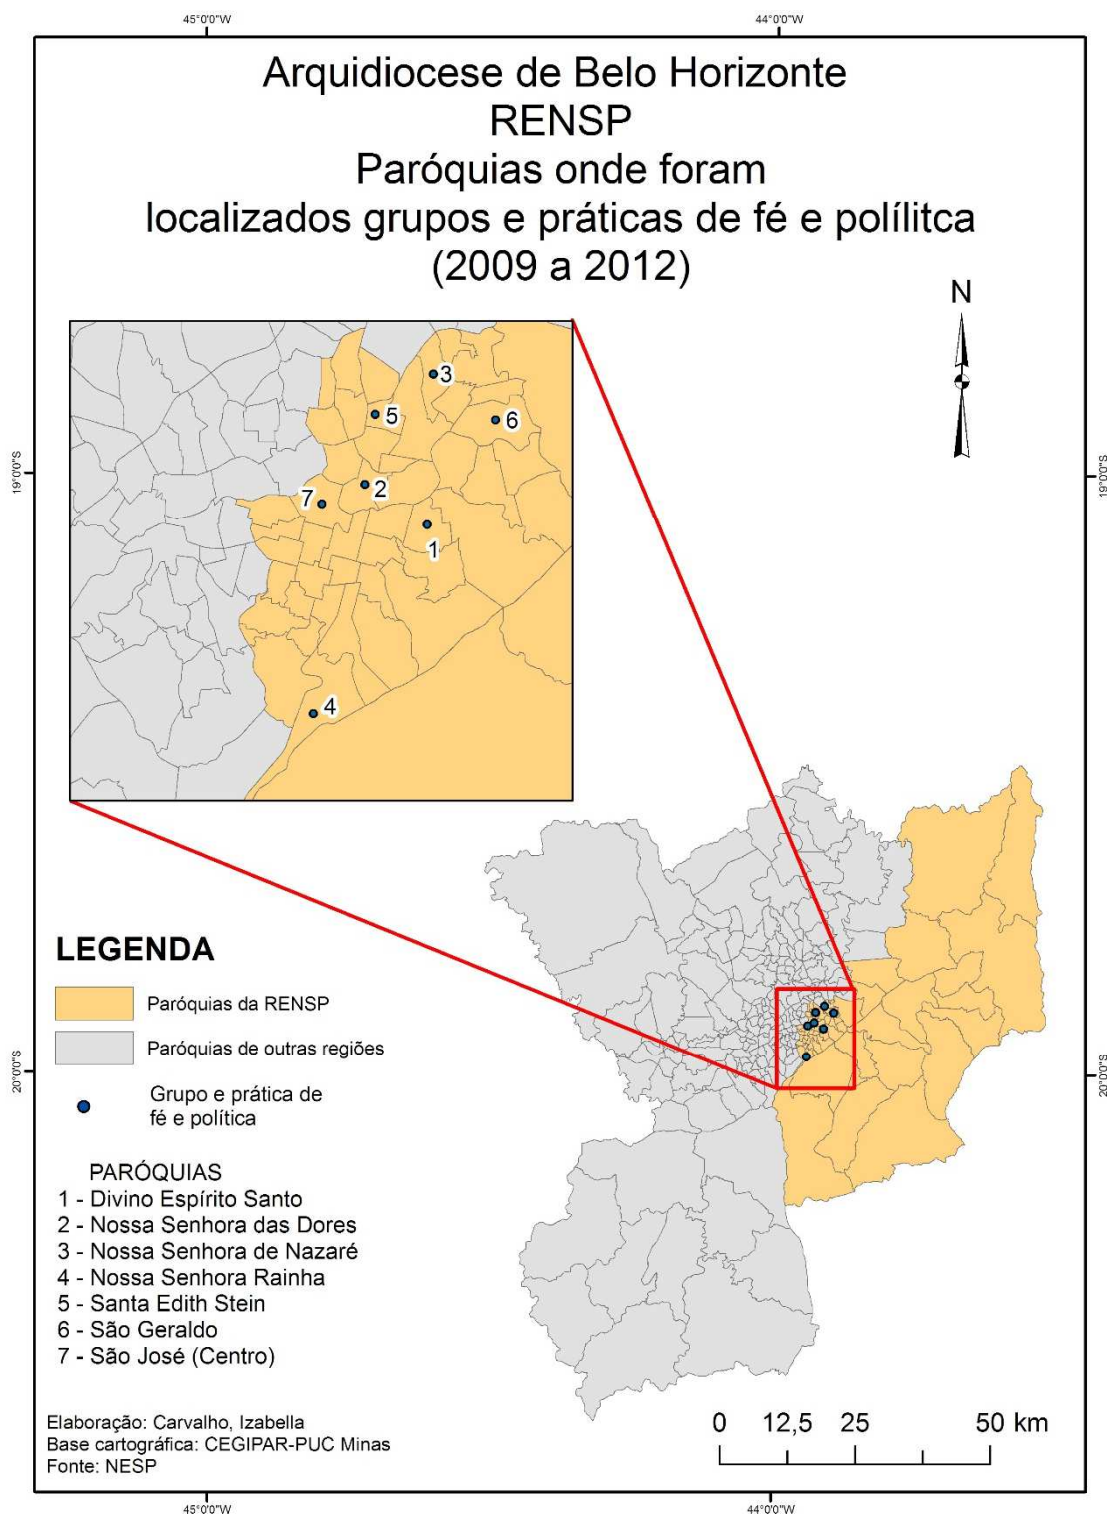 45°0'0"W
44°0'0"W
Arquidiocese de Belo Horizonte
RENSP
Paróquias onde foram
localizados grupos e práticas de fé e polílitca
(2009 a 2012)
N
3
5
6
2
7
1
4
19°0'0"S
19°0'0"S
LEGENDA
Paróquias da RENSP
Paróquias de outras regiões
Grupo e prática de
fé e política
20°0'0"S
20°0'0"S
PARÓQUIAS
1 - Divino Espírito Santo
2 - Nossa Senhora das Dores
3 - Nossa Senhora de Nazaré
4 - Nossa Senhora Rainha
5 - Santa Edith Stein
6 - São Geraldo
7 - São José (Centro)
Elaboração: Carvalho, Izabella
Base cartográfica: CEGIPAR-PUC Minas
Fonte: NESP
0 12,5 25 50 km
45°0'0"W
44°0'0"W